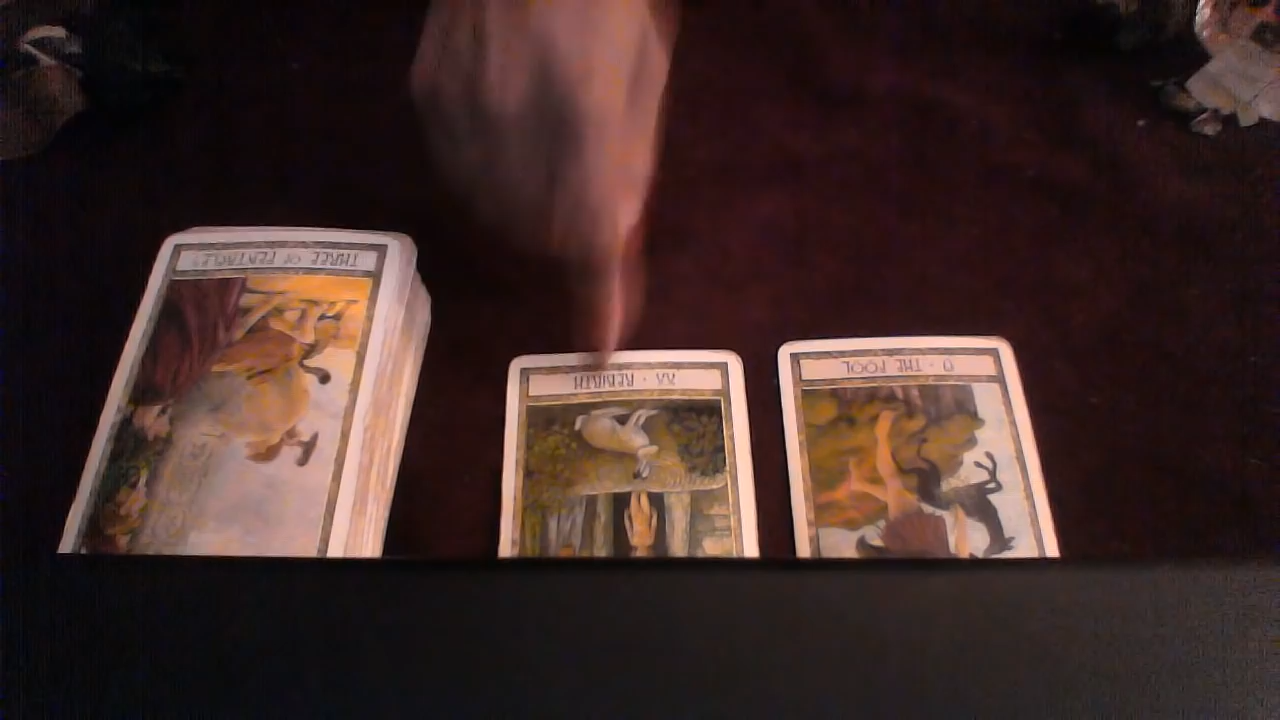 THREE OF PENTACLES
XX · REBIRTH
0 · THE FOOL